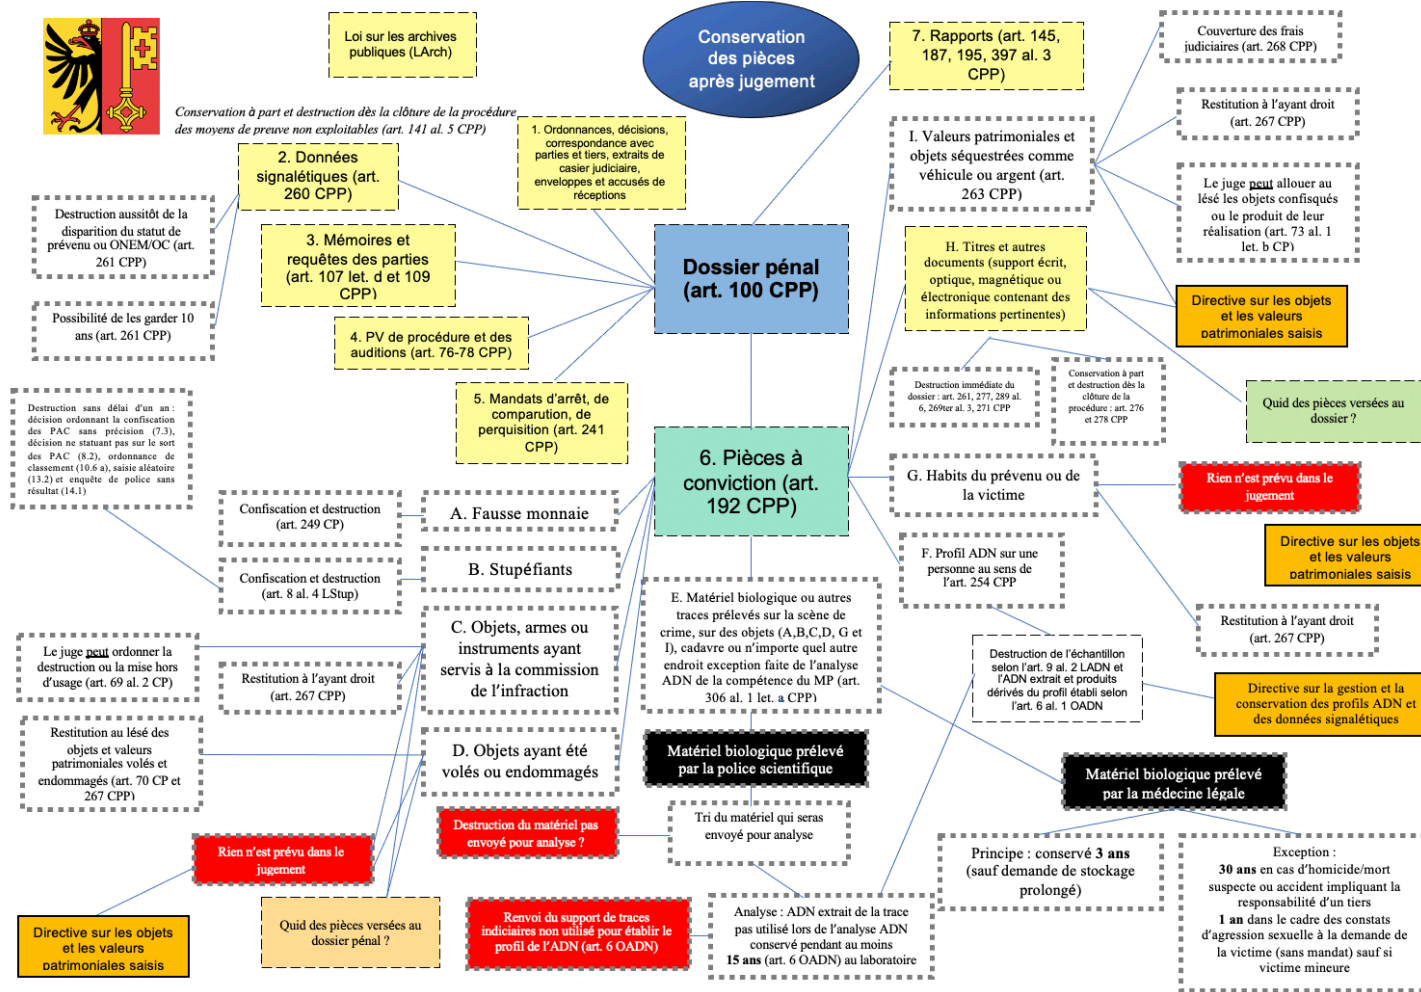 Loi sur les archives
publiques (LArch)
Conservation
des pièces
après jugement
7. Rapports (art. 145,
187, 195, 397 al. 3
CPP)
Couverture des frais
judiciaires (art. 268 CPP)
Conservation à part et destruction dès la clôture de la procédure
des moyens de preuve non exploitables (art. 141 al. 5 CPP)
1. Ordonnances, décisions,
correspondance avec
parties et tiers, extraits de
casier judiciaire,
enveloppes et accusés de
réceptions
Restitution à l'ayant droit
(art. 267 CPP)
I. Valeurs patrimoniales et
objets séquestrées comme
véhicule ou argent (art.
263 CPP)
2. Données
signalétiques (art.
260 CPP)
Le juge peut allouer au
lésé les objets confisqués
ou le produit de leur
réalisation (art. 73 al. 1
let. b CP)
Destruction aussitôt de la
disparition du statut de
prévenu ou ONEM/OC (art.
261 CPP)
3. Mémoires et
requêtes des parties
(art. 107 let. d et 109
CPP)
Dossier pénal
(art. 100 CPP)
H. Titres et autres
documents (support écrit,
optique, magnétique ou
électronique contenant des
informations pertinentes)
Directive sur les objets
et les valeurs
patrimoniales saisis
Possibilité de les garder 10
ans (art. 261 CPP)
4. PV de procédure et des
auditions (art. 76-78 CPP)
Destruction immédiate du
dossier : art. 261, 277, 289 al.
6, 269ter al. 3, 271 CPP
Conservation à part
et destruction dès la
clôture de la
procédure : art. 276
et 278 CPP
Quid des pièces versées au
dossier ?
5. Mandats d'arrêt, de
comparution, de
perquisition (art. 241
CPP)
Destruction sans délai d'un an :
décision ordonnant la confiscation
des PAC sans précision (7.3),
décision ne statuant pas sur le sort
des PAC (8.2), ordonnance de
classement (10.6 a), saisie aléatoire
(13.2) et enquête de police sans
résultat (14.1)
6. Pièces à
conviction (art.
192 CPP)
G. Habits du prévenu ou de
la victime
Rien n'est prévu dans le
jugement
Confiscation et destruction
(art. 249 CP)
A. Fausse monnaie
Directive sur les objets
et les valeurs
patrimoniales saisis
F. Profil ADN sur une
personne au sens de
l'art. 254 CPP
Confiscation et destruction
(art. 8 al. 4 LStup)
B. Stupéfiants
E. Matériel biologique ou autres
traces prélevés sur la scène de
crime, sur des objets (A,B,C,D, G et
I), cadavre ou n'importe quel autre
endroit exception faite de l'analyse
ADN de la compétence du MP (art.
306 al. 1 let. a CPP)
Restitution à l'ayant droit
(art. 267 CPP)
C. Objets, armes ou
instruments ayant
servis à la commission
de l'infraction
Le juge peut ordonner la
destruction ou la mise hors
d'usage (art. 69 al. 2 CP)
Restitution à l'ayant droit
(art. 267 CPP)
Destruction de l'échantillon
selon l'art. 9 al. 2 LADN et
l'ADN extrait et produits
dérivés du profil établi selon
l'art. 6 al. 1 OADN
Directive sur la gestion et la
conservation des profils ADN et
des données signalétiques
Restitution au lésé des
objets et valeurs
patrimoniales volés et
endommagés (art. 70 CP et
267 CPP)
D. Objets ayant été
volés ou endommagés
Matériel biologique prélevé
par la police scientifique
Matériel biologique prélevé
par la médecine légale
Destruction du matériel pas
envoyé pour analyse ?
Tri du matériel qui seras
envoyé pour analyse
Rien n'est prévu dans le
jugement
Principe : conservé 3 ans
(sauf demande de stockage
prolongé)
Exception :
30 ans en cas d'homicide/mort
suspecte ou accident impliquant la
responsabilité d'un tiers
1 an dans le cadre des constats
d'agression sexuelle à la demande de
la victime (sans mandat) sauf si
victime mineure
Directive sur les objets
et les valeurs
patrimoniales saisis
Quid des pièces versées au
dossier pénal ?
Renvoi du support de traces
indiciaires non utilisé pour établir le
profil de l'ADN (art. 6 OADN)
Analyse : ADN extrait de la trace
pas utilisé lors de l'analyse ADN
conservé pendant au moins
15 ans (art. 6 OADN) au laboratoire